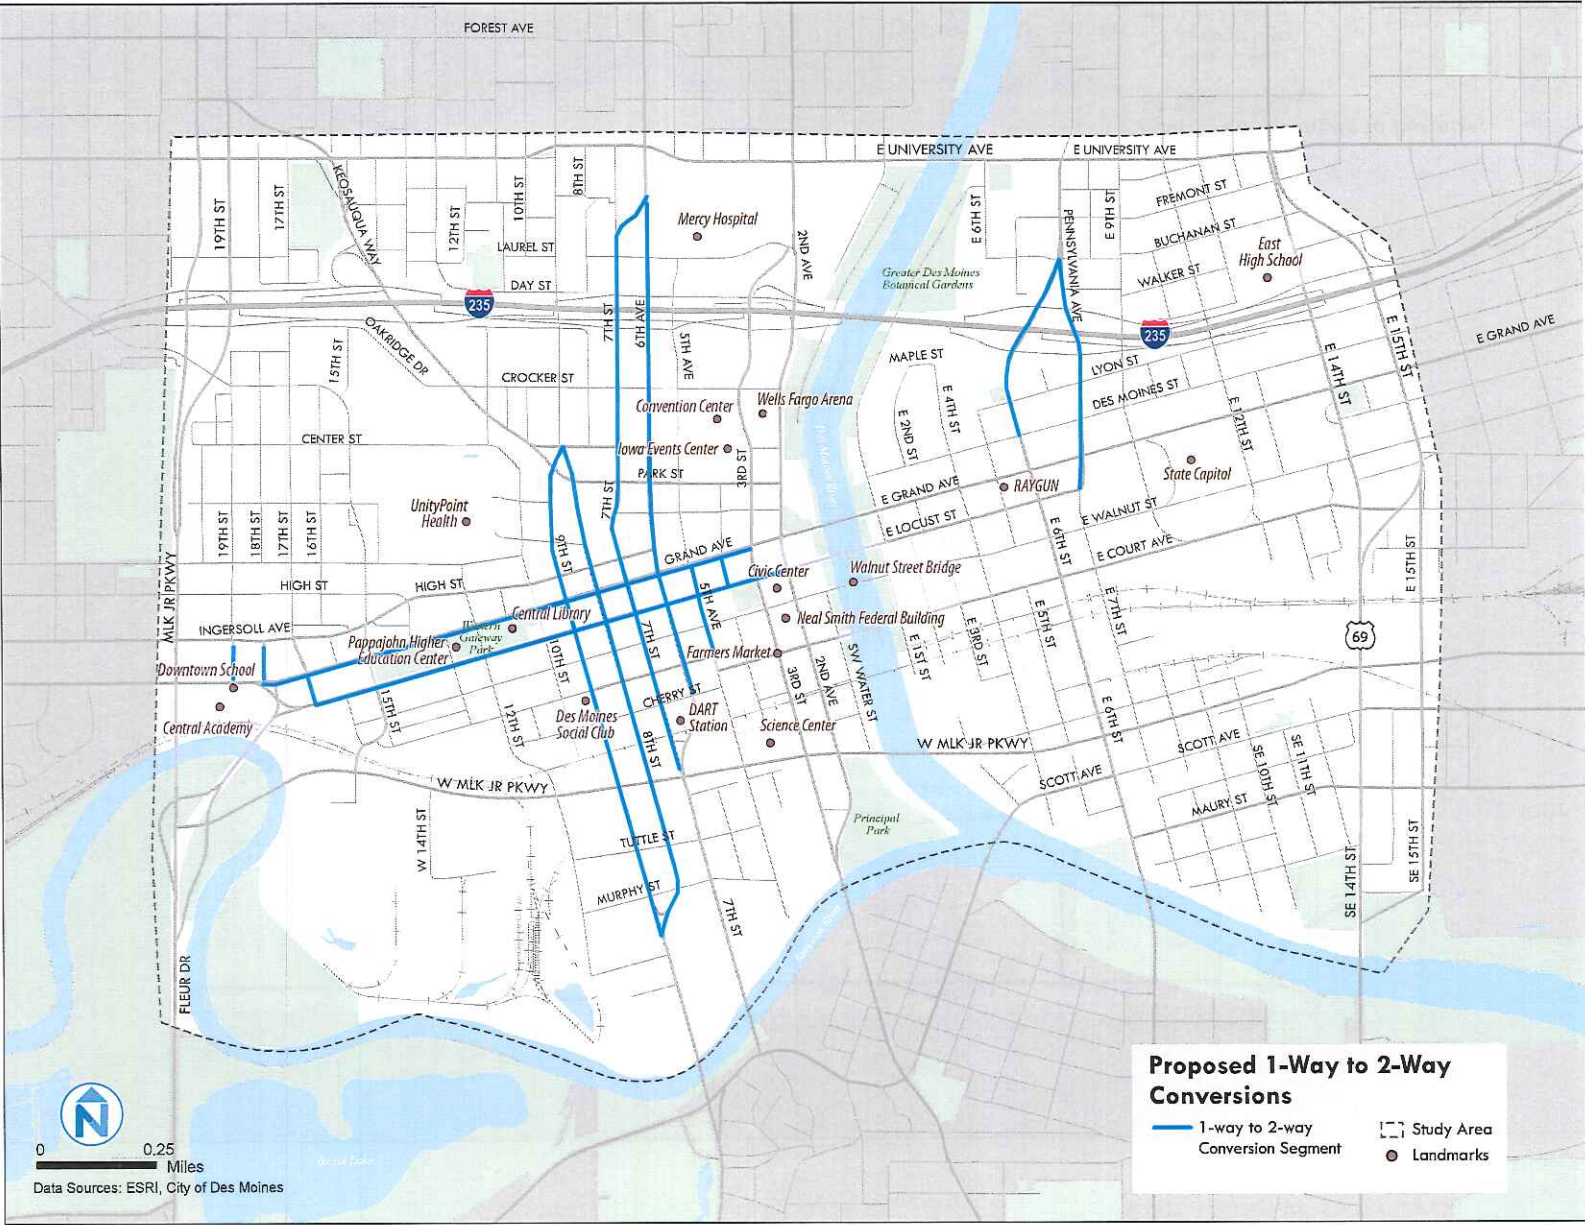 FOREST AVE
E UNIVERSITY AVE
E UNIVERSITY AVE
KEOSAUQUA WAY
19TH ST
17TH ST
12TH ST
10TH ST
8TH ST
LAUREL ST
DAY ST
Mercy Hospital
2ND AVE
E 6TH ST
PENNSYLVANIA AVE
E 9TH ST
FREMONT ST
BUCHANAN ST
WALKER ST
East
High School
Greater Des Moines
Botanical Gardens
235
235
OAKRIDGE DR
15TH ST
7TH ST
6TH AVE
5TH AVE
CROCKER ST
MAPLE ST
LYON ST
DES MOINES ST
E 14TH ST
E 15TH ST
E GRAND AVE
Convention Center
Wells Fargo Arena
E 2ND ST
E 4TH ST
E 12TH ST
CENTER ST
Iowa Events Center
PARK ST
3RD ST
Des Moines River
State Capitol
RAYGUN
E GRAND AVE
E LOCUST ST
E WALNUT ST
E COURT AVE
E 6TH ST
UnityPoint
Health
7TH ST
19TH ST
18TH ST
17TH ST
16TH ST
9TH ST
GRAND AVE
MLK JR PKWY
HIGH ST
HIGH ST
Civic Center
Walnut Street Bridge
E 15TH ST
Central Library
5TH AVE
Neal Smith Federal Building
E 1ST ST
E 3RD ST
E 5TH ST
E 7TH ST
69
INGERSOLL AVE
Western
Gateway
Park
Pappajohn Higher
Education Center
Downtown School
Central Academy
10TH ST
7TH ST
Farmers Market
3RD ST
2ND AVE
SW WATER ST
15TH ST
12TH ST
CHERRY ST
Des Moines
Social Club
DART
Station
Science Center
8TH ST
W MLK JR PKWY
W MLK JR PKWY
E 6TH ST
SCOTT AVE
SCOTT AVE
SE 10TH ST
SE 11TH ST
MAURY ST
W 14TH ST
TUTTLE ST
MURPHY ST
7TH ST
Principal
Park
SE 14TH ST
SE 15TH ST
FLEUR DR
N
0 0.25
Miles
Data Sources: ESRI, City of Des Moines
Proposed 1-Way to 2-Way
Conversions
1-way to 2-way
Conversion Segment
Study Area
Landmarks